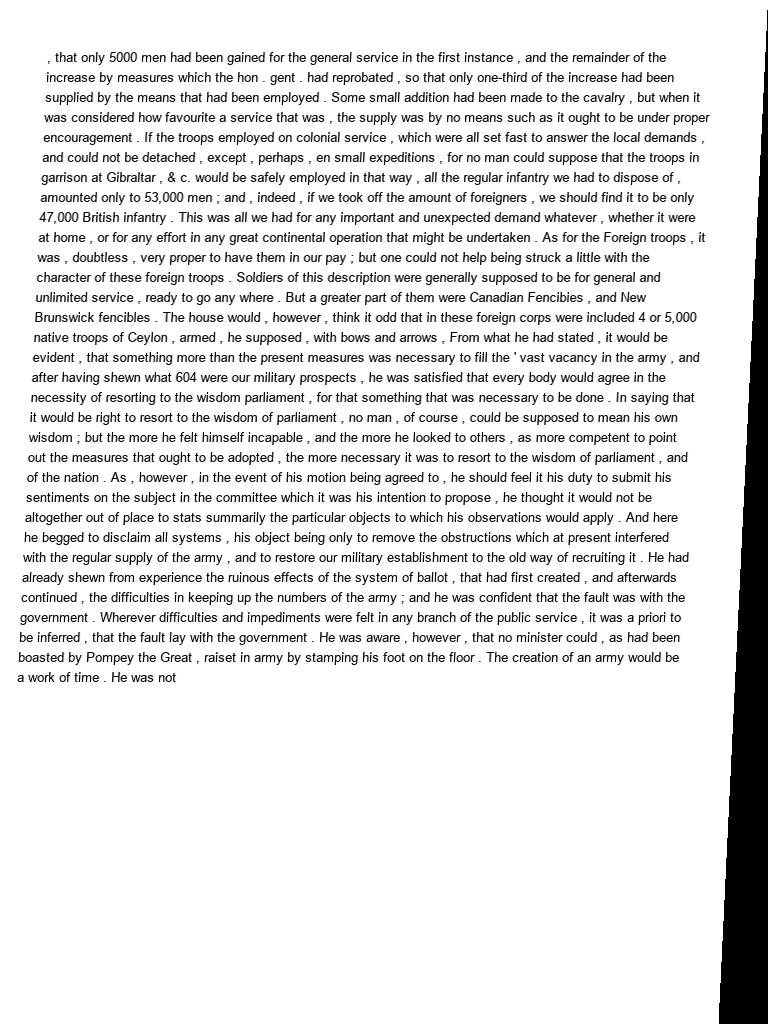 , that only 5000 men had been gained for the general service in the first instance , and the remainder of the
increase by measures which the hon . gent . had reprobated , so that only one-third of the increase had been
supplied by the means that had been employed . Some small addition had been made to the cavalry , but when it
was considered how favourite a service that was , the supply was by no means such as it ought to be under proper
encouragement . If the troops employed on colonial service , which were all set fast to answer the local demands ,
and could not be detached , except , perhaps , en small expeditions , for no man could suppose that the troops in
garrison at Gibraltar , & c. would be safely employed in that way , all the regular infantry we had to dispose of ,
amounted only to 53,000 men ; and , indeed , if we took off the amount of foreigners , we should find it to be only
47,000 British infantry . This was all we had for any important and unexpected demand whatever , whether it were
at home , or for any effort in any great continental operation that might be undertaken . As for the Foreign troops , it
was , doubtless , very proper to have them in our pay ; but one could not help being struck a little with the
character of these foreign troops . Soldiers of this description were generally supposed to be for general and
unlimited service , ready to go any where . But a greater part of them were Canadian Fencibies , and New
Brunswick fencibles . The house would , however , think it odd that in these foreign corps were included 4 or 5,000
native troops of Ceylon , armed , he supposed , with bows and arrows , From what he had stated , it would be
evident , that something more than the present measures was necessary to fill the ' vast vacancy in the army , and
after having shewn what 604 were our military prospects , he was satisfied that every body would agree in the
necessity of resorting to the wisdom parliament , for that something that was necessary to be done . In saying that
it would be right to resort to the wisdom of parliament , no man , of course , could be supposed to mean his own
wisdom ; but the more he felt himself incapable , and the more he looked to others , as more competent to point
out the measures that ought to be adopted , the more necessary it was to resort to the wisdom of parliament , and
of the nation . As , however , in the event of his motion being agreed to , he should feel it his duty to submit his
sentiments on the subject in the committee which it was his intention to propose , he thought it would not be
altogether out of place to stats summarily the particular objects to which his observations would apply . And here
he begged to disclaim all systems , his object being only to remove the obstructions which at present interfered
with the regular supply of the army , and to restore our military establishment to the old way of recruiting it . He had
already shewn from experience the ruinous effects of the system of ballot , that had first created , and afterwards
continued , the difficulties in keeping up the numbers of the army ; and he was confident that the fault was with the
government . Wherever difficulties and impediments were felt in any branch of the public service , it was a priori to
be inferred , that the fault lay with the government . He was aware , however , that no minister could , as had been
boasted by Pompey the Great , raiset in army by stamping his foot on the floor . The creation of an army would be
a work of time . He was not